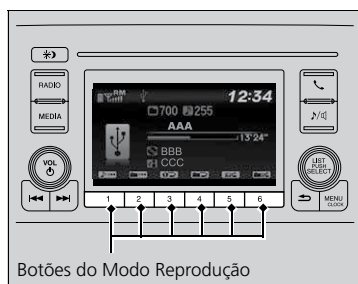 RADIO
RM
12:34
700 255
MEDIA
AAA
13'24"
BBB
CCC
VOL
LIST
PUSH
SELECT
1 2 3 4 5 6
MENU
CLOCK
Botões do Modo Reprodução